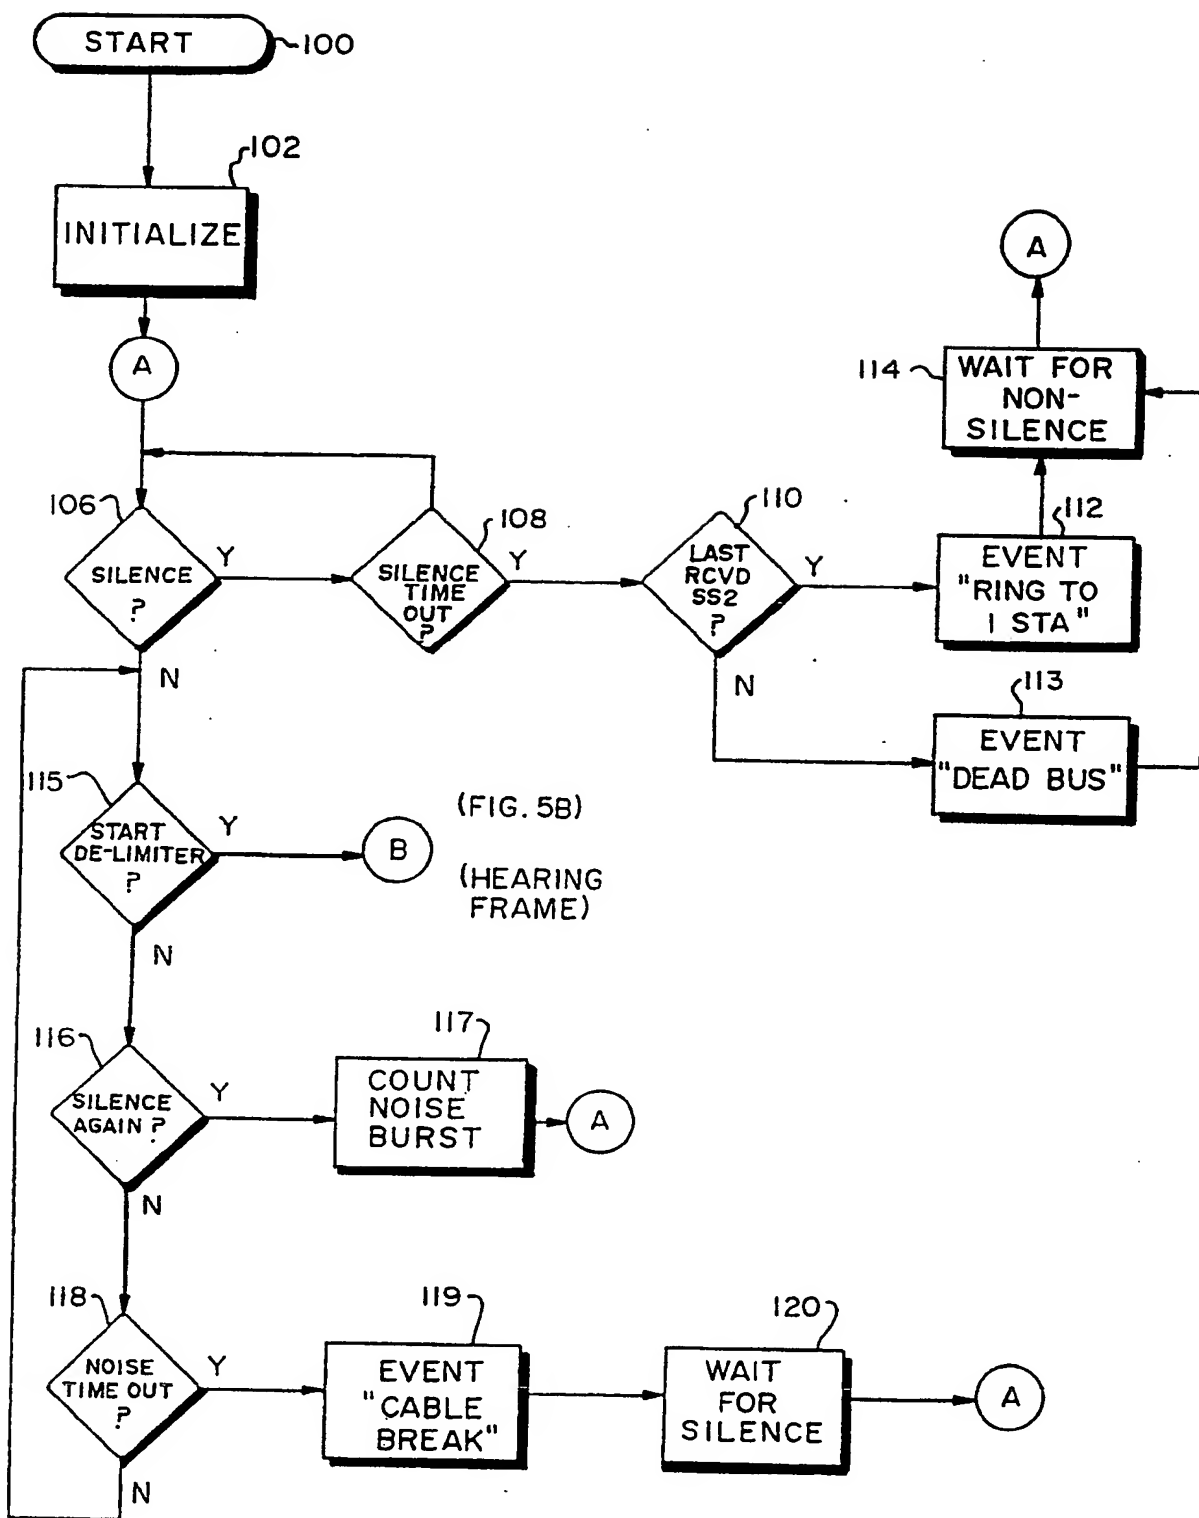 START
100
102
INITIALIZE
A
A
114
WAIT FOR
NON-
SILENCE
106
SILENCE
?
Y
N
108
SILENCE
TIME
OUT
?
Y
110
LAST
RCVD
SS2
?
Y
N
112
EVENT
"RING TO
1 STA"
113
EVENT
"DEAD BUS"
115
START
DE-LIMITER
?
Y
N
B
(FIG. 5B)
(HEARING
FRAME)
116
SILENCE
AGAIN ?
Y
N
117
COUNT
NOISE
BURST
A
118
NOISE
TIME OUT
?
Y
N
119
EVENT
"CABLE
BREAK"
120
WAIT
FOR
SILENCE
A